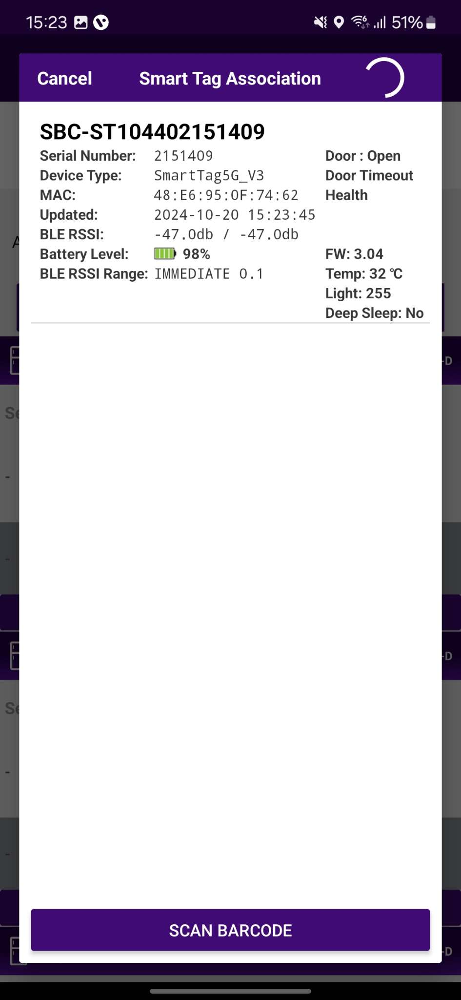 15:23 6 51%
Cancel Smart Tag Association
SBC-ST104402151409
Serial Number: 2151409 Door : Open
Device Type: SmartTag5G_V3 Door Timeout
MAC: 48:E6:95:0F:74:62 Health
Updated: 2024-10-20 15:23:45
BLE RSSI: -47.0db / -47.0db
A
Battery Level: 98% FW: 3.04
BLE RSSI Range: IMMEDIATE 0.1 Temp: 32 °C
Light: 255
Deep Sleep: No
-D
Se
-
-
-D
Se
-
-
SCAN BARCODE
-D